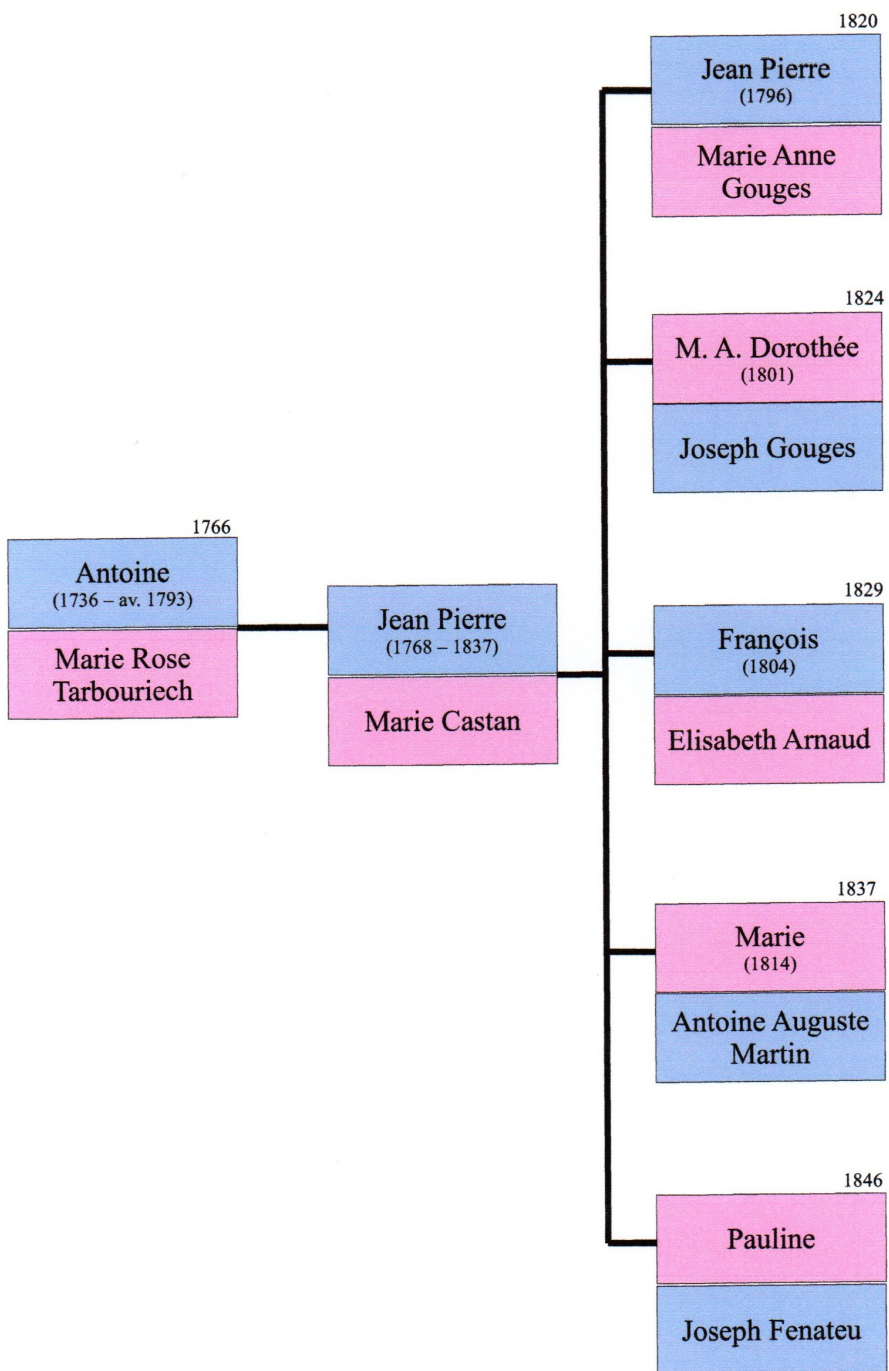 1766
Antoine
(1736 – av. 1793)
Marie Rose
Tarbouriech
Jean Pierre
(1768 – 1837)
Marie Castan
1820
Jean Pierre
(1796)
Marie Anne
Gouges
1824
M. A. Dorothée
(1801)
Joseph Gouges
1829
François
(1804)
Elisabeth Arnaud
1837
Marie
(1814)
Antoine Auguste
Martin
1846
Pauline
Joseph Fenateu